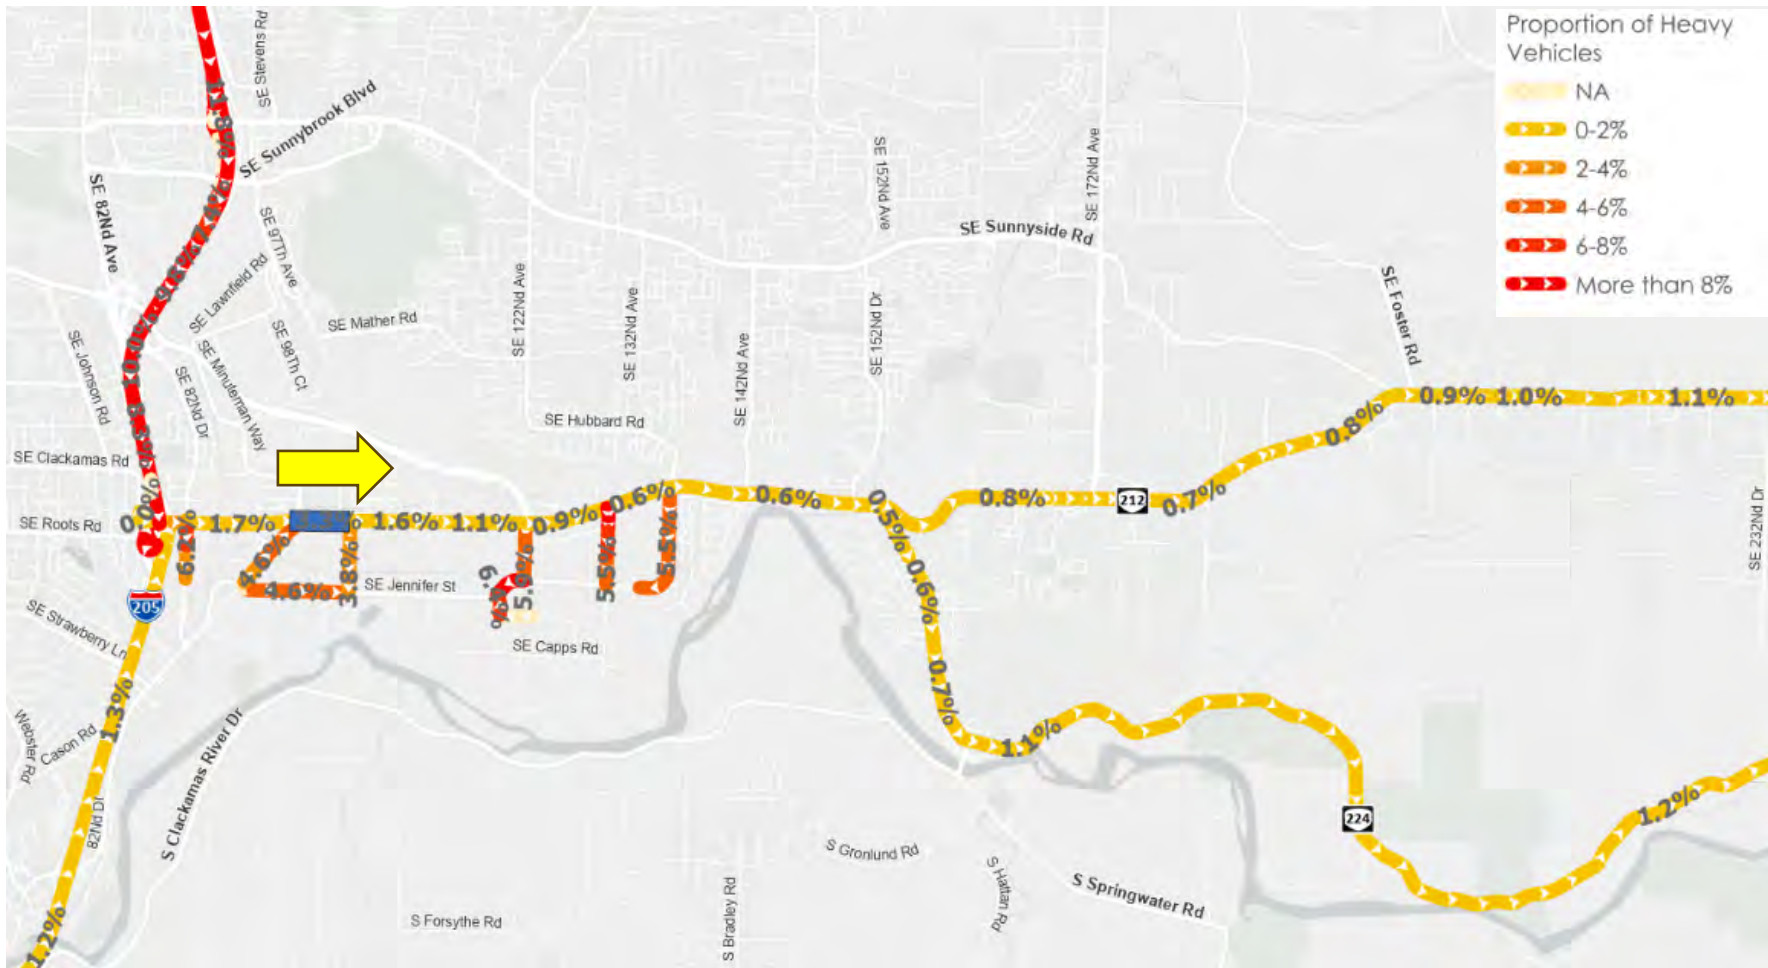 Proportion of Heavy
Vehicles
NA
0-2%
2-4%
4-6%
6-8%
More than 8%
SE Stevens Rd
11.8%
SE Sunnybrook Blvd
SE 82Nd Ave
7.4%
9.8%
SE 97Th Ave
SE Lawnfield Rd
SE Mather Rd
SE 98Th Ct
SE Minuteman Way
SE 82Nd Dr
SE Johnson Rd
10.0%
SE 122Nd Ave
SE 132Nd Ave
SE 142Nd Ave
SE 152Nd Ave
SE 152Nd Dr
SE 172Nd Ave
SE Sunnyside Rd
SE Foster Rd
SE Hubbard Rd
SE Clackamas Rd
SE Roots Rd
0.0%
1.7%
1.6%
1.1%
0.9%
0.6%
0.6%
0.5%
0.8%
212
0.7%
0.8%
0.9%
1.0%
1.1%
SE 232Nd Dr
4.6%
4.6%
3.8%
SE Jennifer St
5.5%
5.5%
SE Capps Rd
205
SE Strawberry Ln
1.3%
Webster Rd
Cason Rd
82Nd Dr
S Clackamas River Dr
1.2%
0.6%
0.7%
1.1%
224
1.2%
S Forsythe Rd
S Bradley Rd
S Gronlund Rd
S Hattan Rd
S Springwater Rd